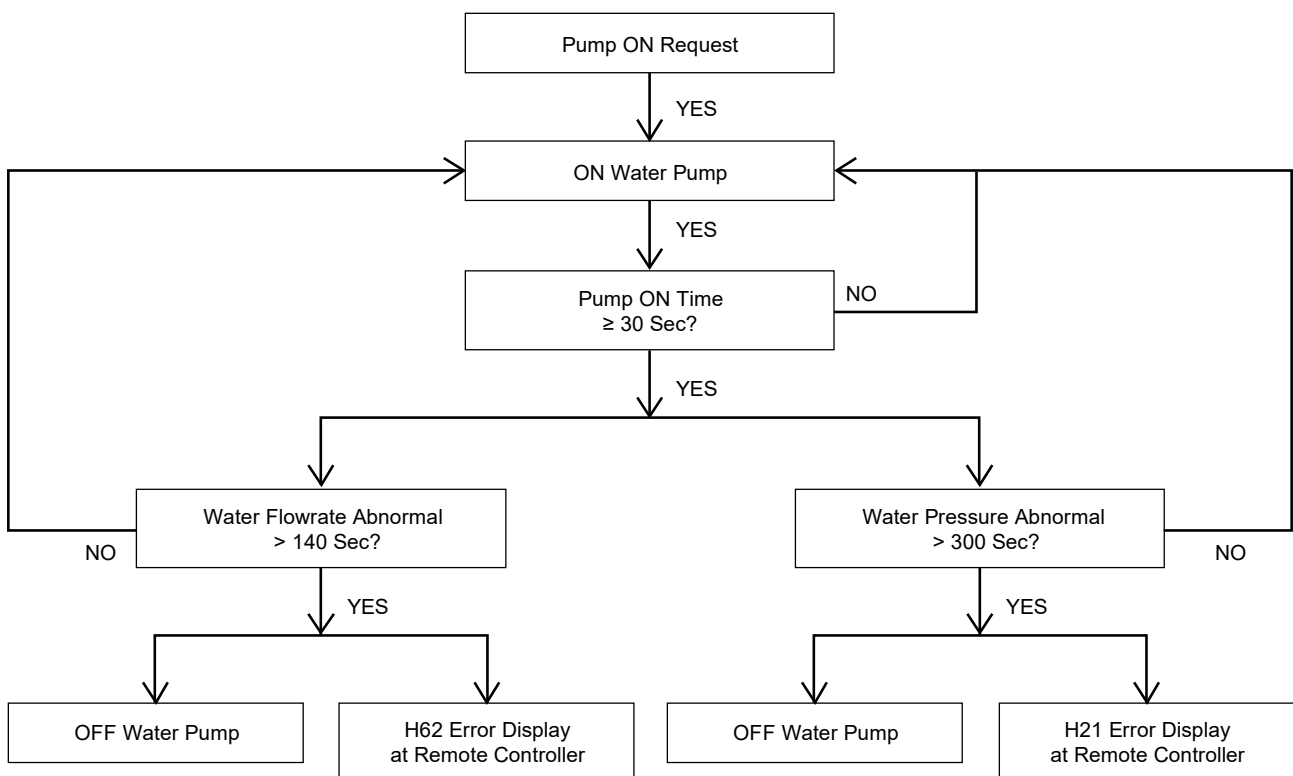 Pump ON Request
YES
ON Water Pump
YES
Pump ON Time
≥ 30 Sec?
NO
YES
Water Flowrate Abnormal
> 140 Sec?
NO
YES
Water Pressure Abnormal
> 300 Sec?
NO
YES
OFF Water Pump
H62 Error Display
at Remote Controller
OFF Water Pump
H21 Error Display
at Remote Controller